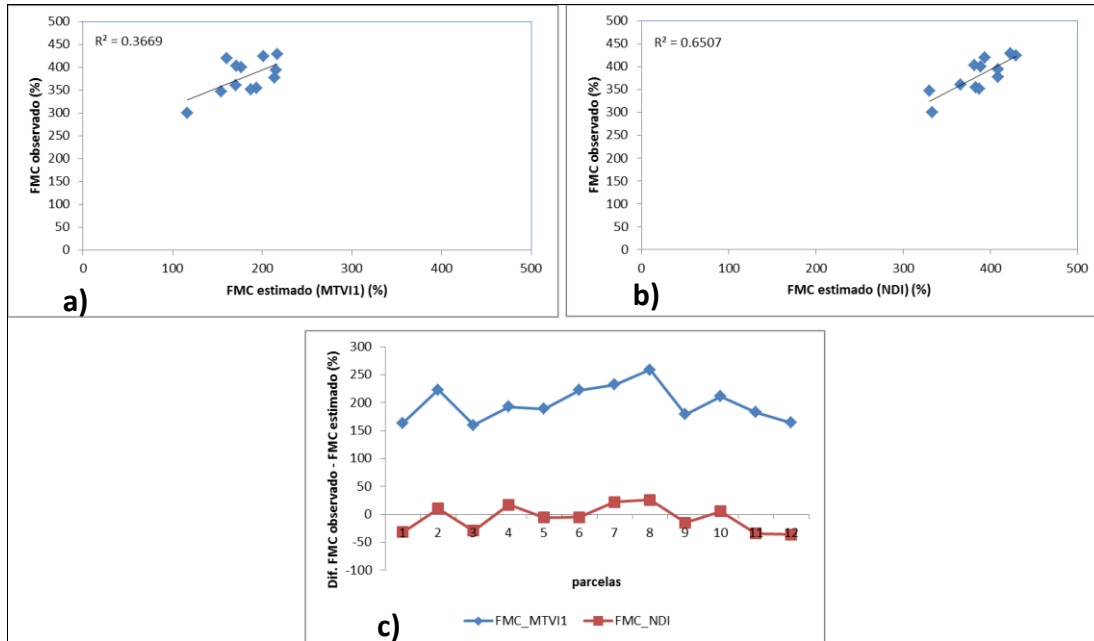 R² = 0.3669
FMC observado (%)
500
450
400
350
300
250
200
150
100
50
0
0 100 200 300 400 500
FMC estimado (MTVI1) (%)
a)
R² = 0.6507
FMC observado (%)
500
450
400
350
300
250
200
150
100
50
0
0 100 200 300 400 500
FMC estimado (NDI) (%)
b)
Dif. FMC observado - FMC estimado (%)
300
250
200
150
100
50
0
-50
-100
1 2 3 4 5 6 7 8 9 10 11 12
parcelas
FMC_MTVI1 FMC_NDI
c)